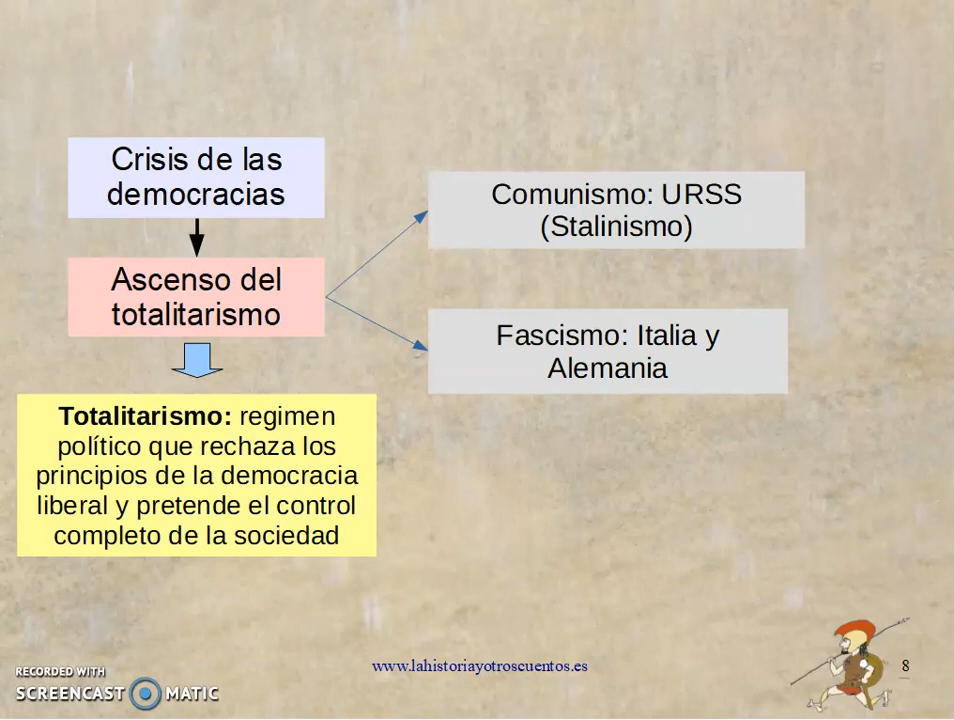 Crisis de las
democracias
Ascenso del
totalitarismo
Totalitarismo: regimen
político que rechaza los
principios de la democracia
liberal y pretende el control
completo de la sociedad
Comunismo: URSS
(Stalinismo)
Fascismo: Italia y
Alemania
RECORDED WITH
SCREENCAST MATIC
www.lahistoriayotroscuentos.es
8